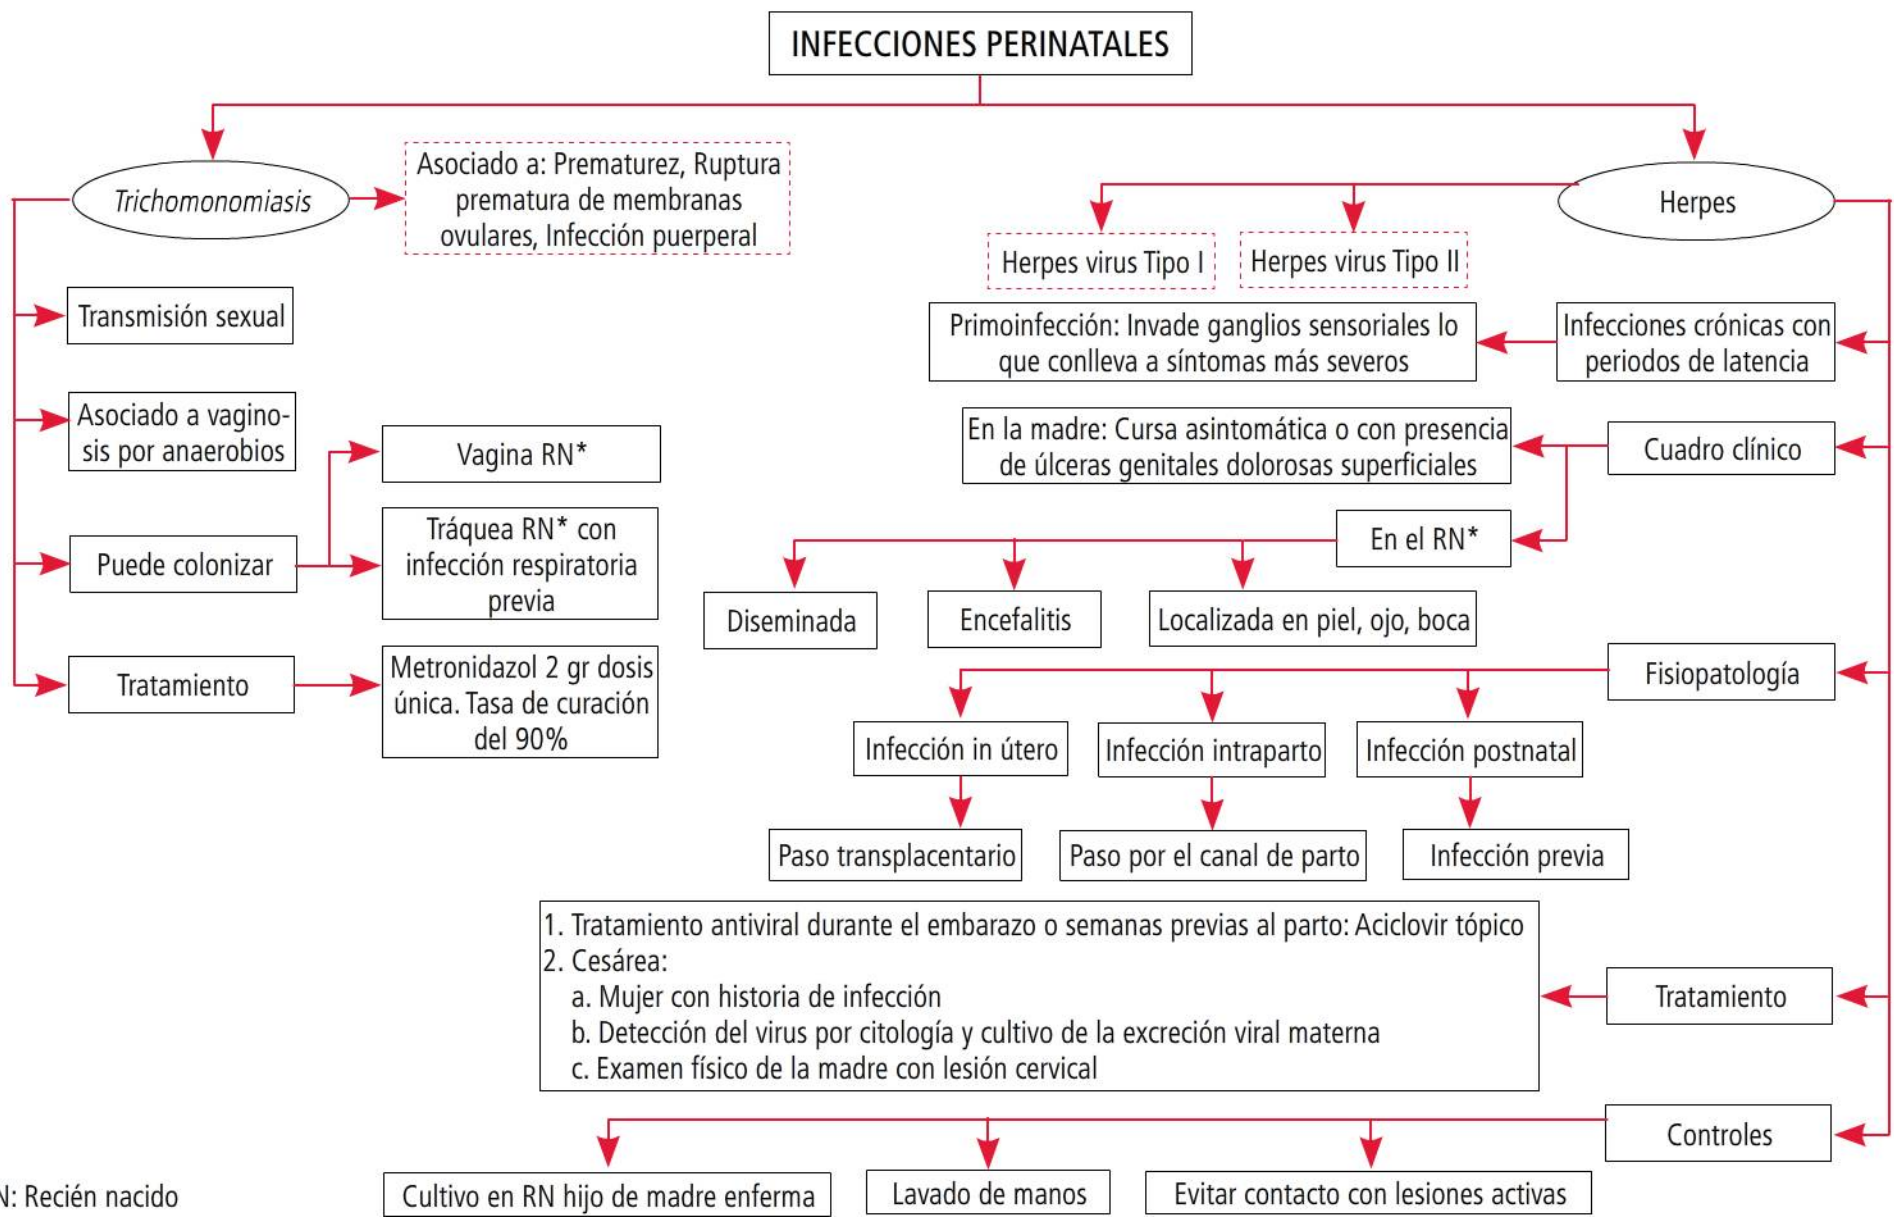 INFECCIONES PERINATALES
Trichomonomiasis
Asociado a: Prematurez, Ruptura
prematura de membranas
ovulares, Infección puerperal
Transmisión sexual
Asociado a vagino-
sis por anaerobios
Puede colonizar
Vagina RN*
Tráquea RN* con
infección respiratoria
previa
Tratamiento
Metronidazol 2 gr dosis
única. Tasa de curación
del 90%
Herpes
Herpes virus Tipo I
Herpes virus Tipo II
Infecciones crónicas con
periodos de latencia
Primoinfección: Invade ganglios sensoriales lo
que conlleva a síntomas más severos
Cuadro clínico
En la madre: Cursa asintomática o con presencia
de úlceras genitales dolorosas superficiales
En el RN*
Diseminada
Encefalitis
Localizada en piel, ojo, boca
Fisiopatología
Infección in útero
Infección intraparto
Infección postnatal
Paso transplacentario
Paso por el canal de parto
Infección previa
Tratamiento
1. Tratamiento antiviral durante el embarazo o semanas previas al parto: Aciclovir tópico
2. Cesárea:
a. Mujer con historia de infección
b. Detección del virus por citología y cultivo de la excreción viral materna
c. Examen físico de la madre con lesión cervical
Controles
Cultivo en RN hijo de madre enferma
Lavado de manos
Evitar contacto con lesiones activas
N: Recién nacido